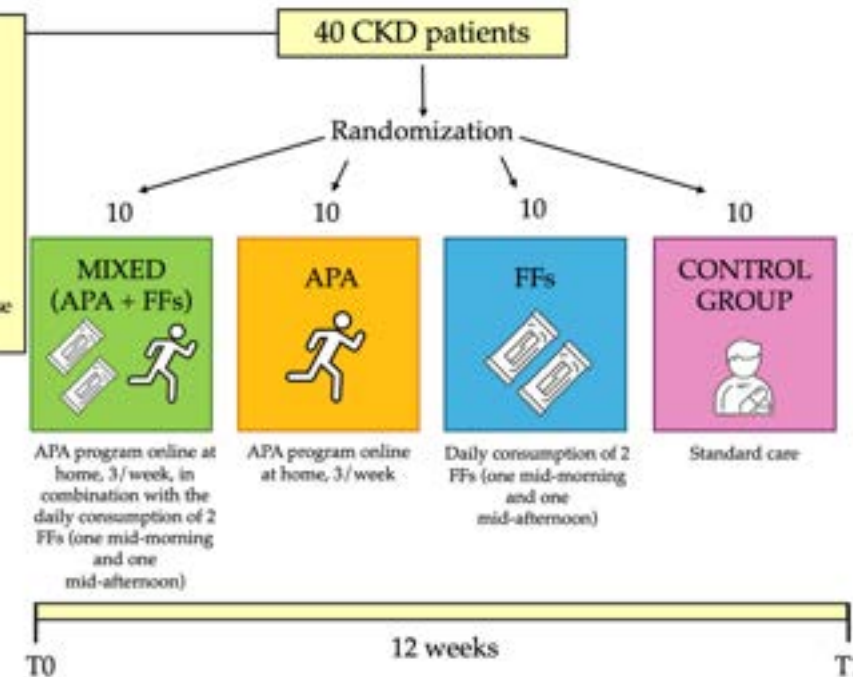 40 CKD patients
Randomization
10
10
10
10
MIXED
(APA + FFs)
APA
FFs
CONTROL
GROUP
APA program online at
home, 3/week, in
combination with the
daily consumption of 2
FFs (one mid-morning
and one
mid-afternoon)
APA program online
at home, 3/week
Daily consumption of 2
FFs (one mid-morning
and one
mid-afternoon)
Standard care
12 weeks
T0
T